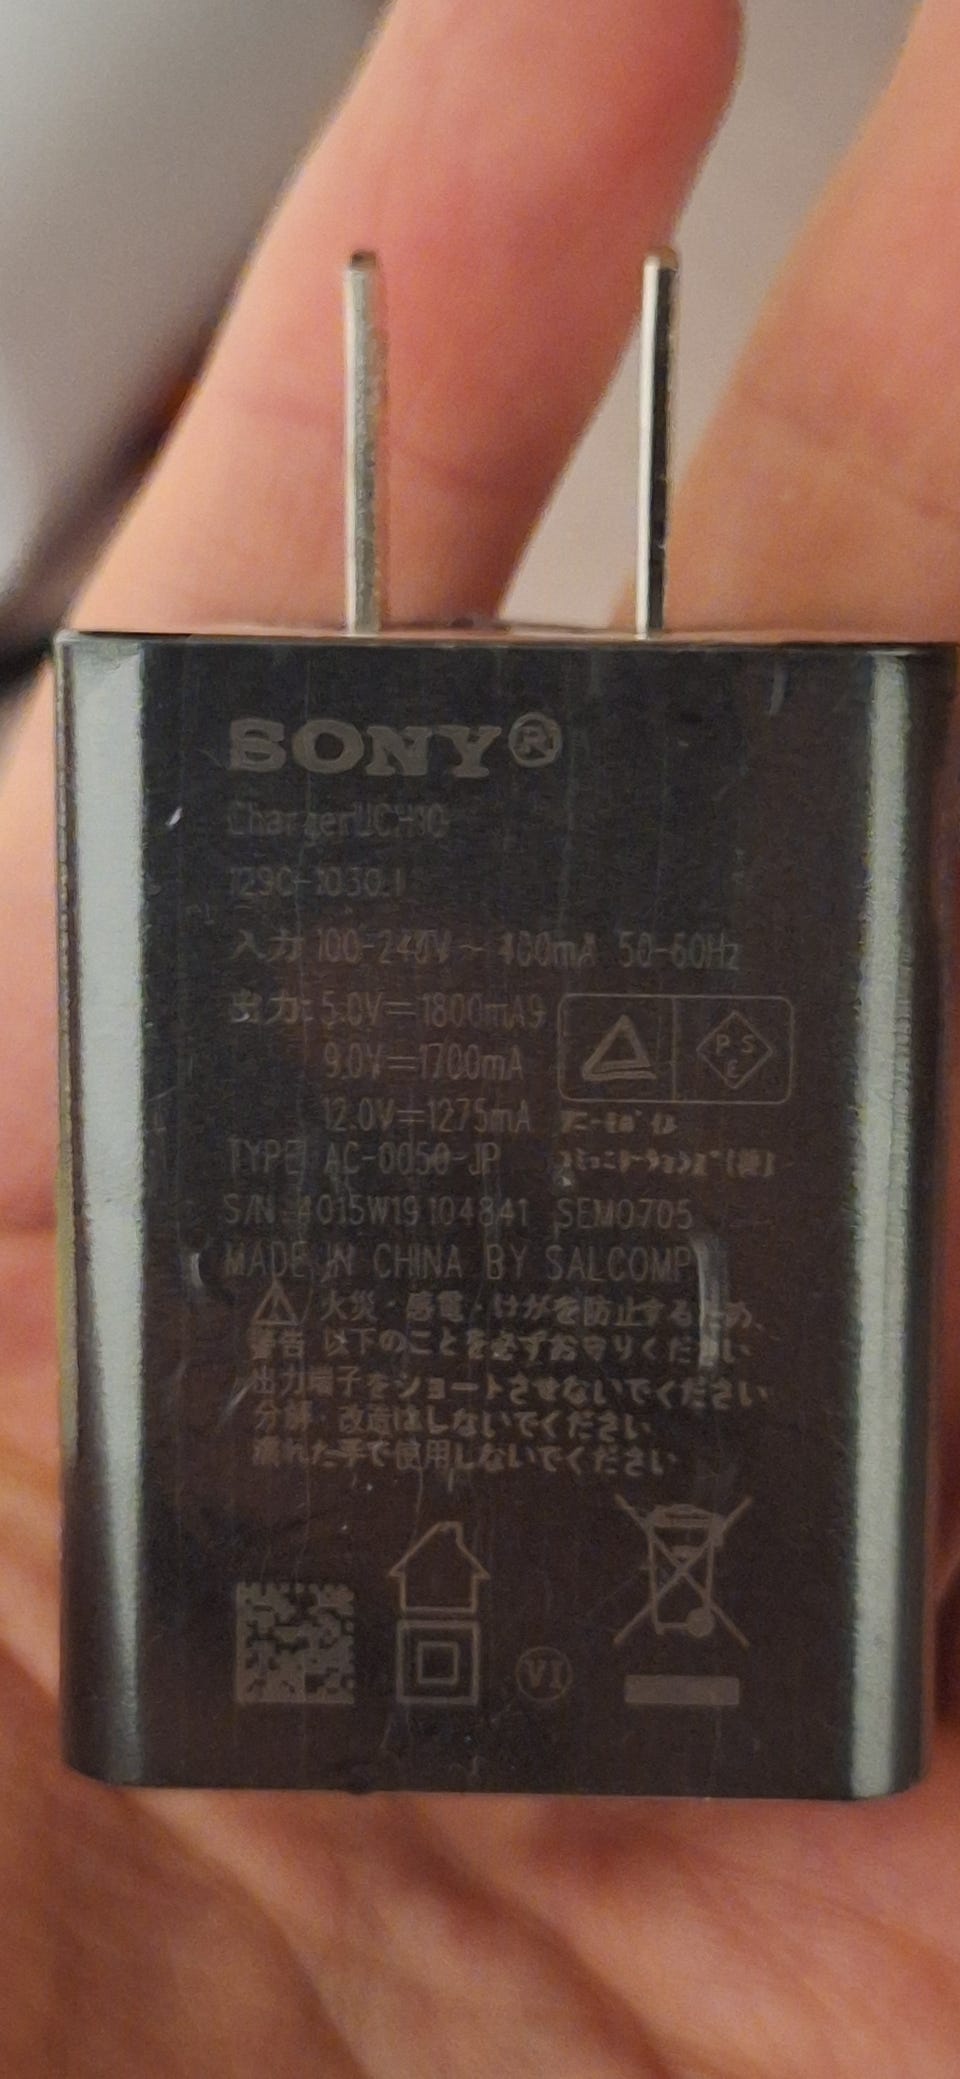 SONY®
Charger UCH10
1290-1030.1
入力 100-240V ~ 400mA 50-60Hz
出力: 5.0V⎓1800mA
9.0V⎓1700mA
12.0V⎓1275mA
PSE
TYPE AC-0050-JP
S/N 4015W19104841 SEM0705
MADE IN CHINA BY SALCOMP
火災・感電・けがを防止するため、
警告 以下のことを必ずお守りください
出力端子をショートさせないでください
分解・改造はしないでください
濡れた手で使用しないでください
VI